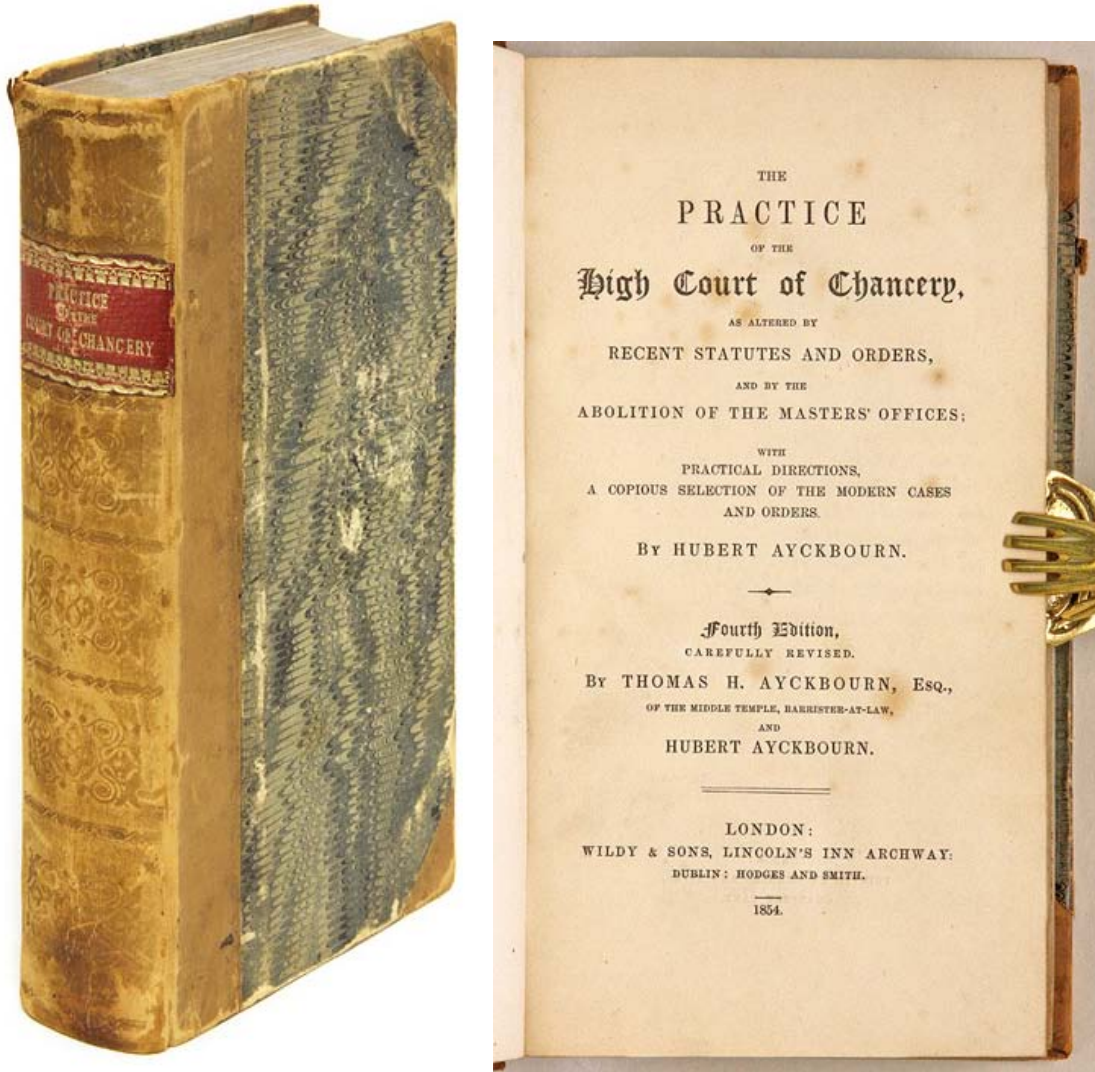 PRACTICE
OF THE
COURT OF CHANCERY
THE
PRACTICE
OF THE
High Court of Chancery,
AS ALTERED BY
RECENT STATUTES AND ORDERS,
AND BY THE
ABOLITION OF THE MASTERS' OFFICES;
WITH
PRACTICAL DIRECTIONS,
A COPIOUS SELECTION OF THE MODERN CASES
AND ORDERS.
BY HUBERT AYCKBOURN.
Fourth Edition,
CAREFULLY REVISED.
BY THOMAS H. AYCKBOURN, ESQ.,
OF THE MIDDLE TEMPLE, BARRISTER-AT-LAW,
AND
HUBERT AYCKBOURN.
LONDON:
WILDY & SONS, LINCOLN'S INN ARCHWAY:
DUBLIN: HODGES AND SMITH.
1854.